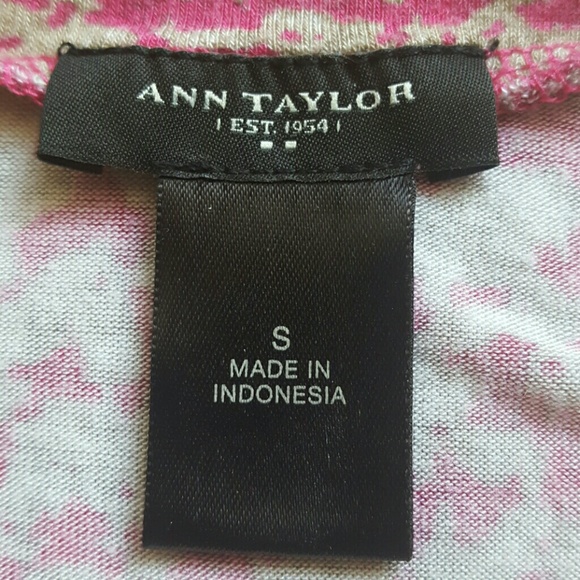 ANN TAYLOR
| EST. 1954 |
S
MADE IN
INDONESIA